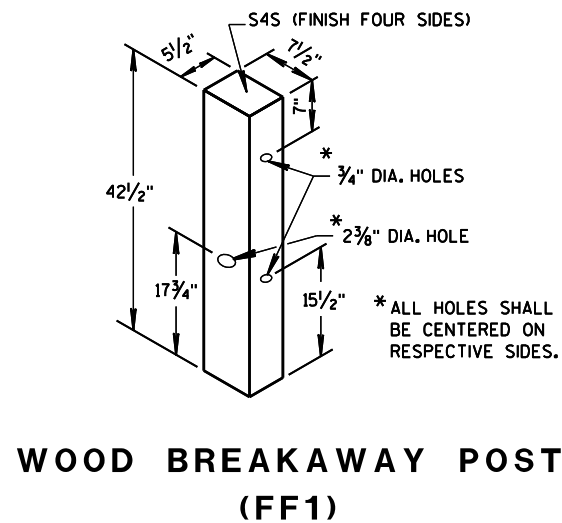 S4S (FINISH FOUR SIDES)
5½"
7½"
7"
*
¾" DIA. HOLES
42½"
*
2⅜" DIA. HOLE
17¾"
15½"
* ALL HOLES SHALL
BE CENTERED ON
RESPECTIVE SIDES.
WOOD BREAKAWAY POST
(FF1)